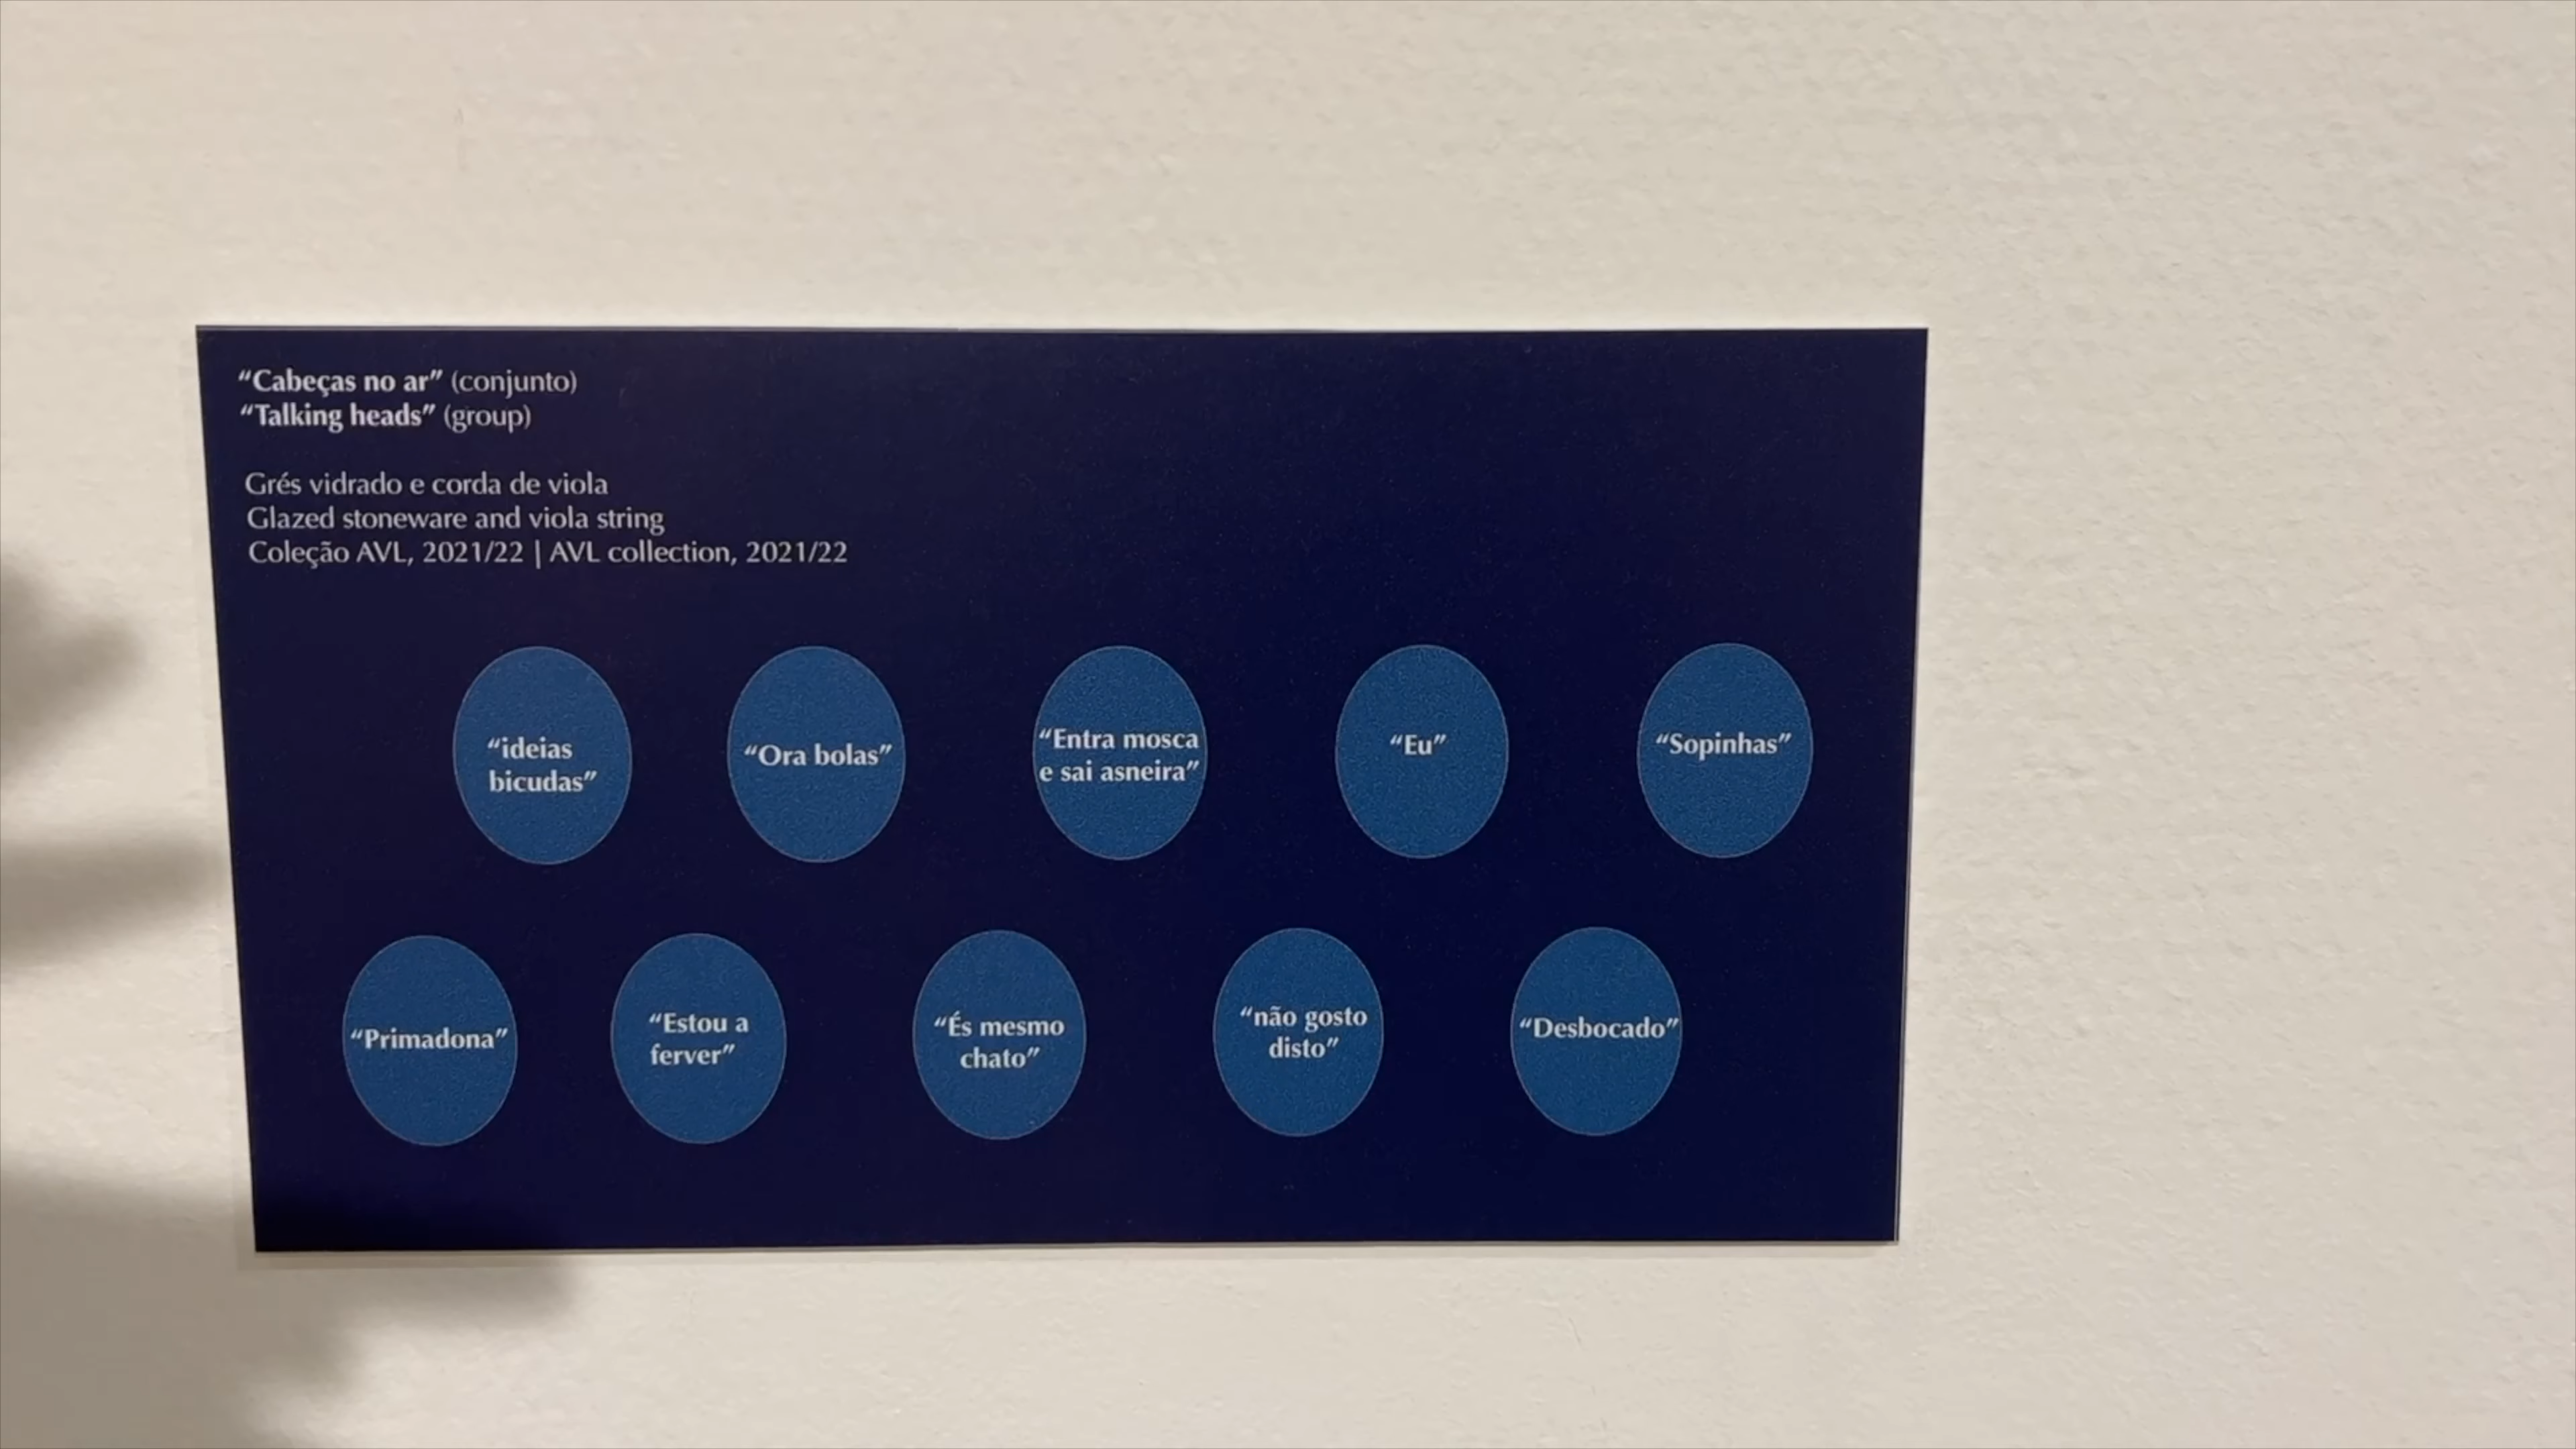 “Cabeças no ar” (conjunto)
“Talking heads” (group)
Grés vidrado e corda de viola
Glazed stoneware and viola string
Coleção AVL, 2021/22 | AVL collection, 2021/22
“ideias
bicudas”
“Ora bolas”
“Entra mosca
e sai asneira”
“Eu”
“Sopinhas”
“Primadona”
“Estou a
ferver”
“És mesmo
chato”
“não gosto
disto”
“Desbocado”